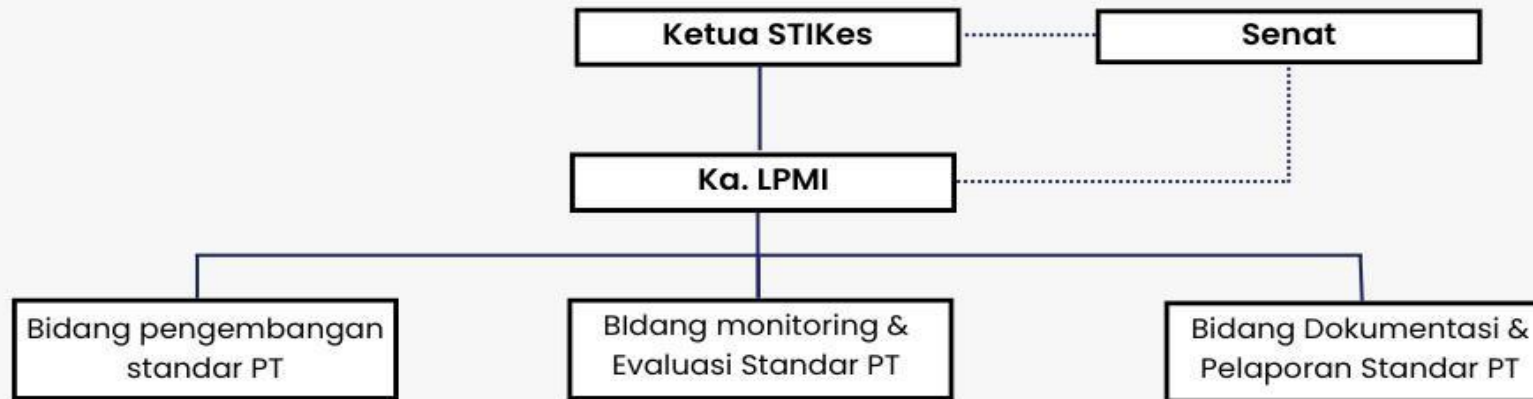 Ketua STIKes
Senat
Ka. LPMI
Bidang pengembangan
standar PT
BIdang monitoring &
Evaluasi Standar PT
Bidang Dokumentasi &
Pelaporan Standar PT